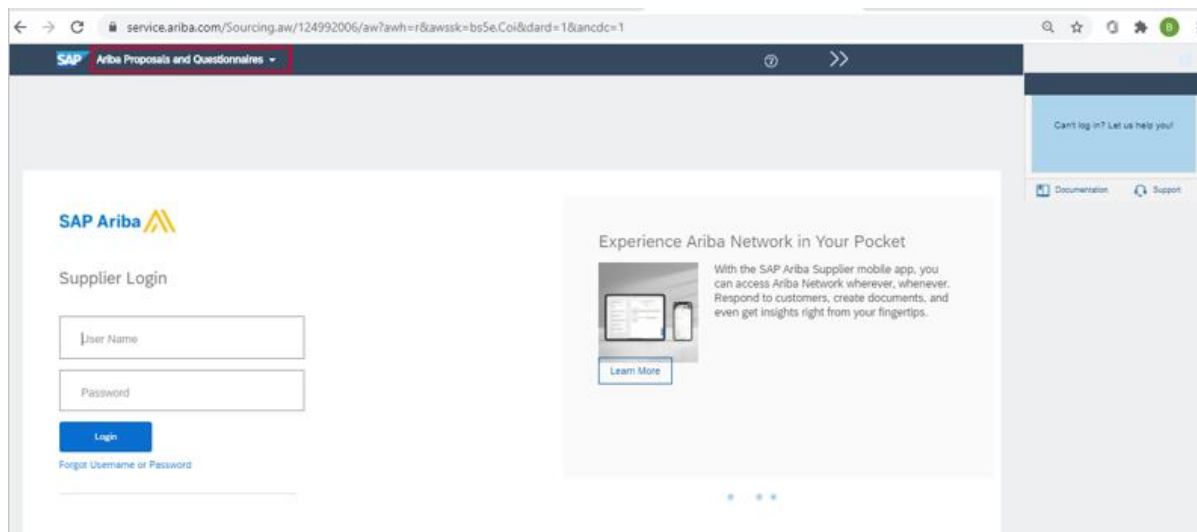 service.ariba.com/Sourcing.aw/124992006/aw?awh=r&awssk=bs5e.Coi&dard=1&ancdc=1
B
SAP Ariba Proposals and Questionnaires
Can't log in? Let us help you!
Documentation Support
SAP Ariba
Supplier Login
User Name
Password
Login
Forgot Username or Password
Experience Ariba Network in Your Pocket
With the SAP Ariba Supplier mobile app, you
can access Ariba Network wherever, whenever.
Respond to customers, create documents, and
even get insights right from your fingertips.
Learn More